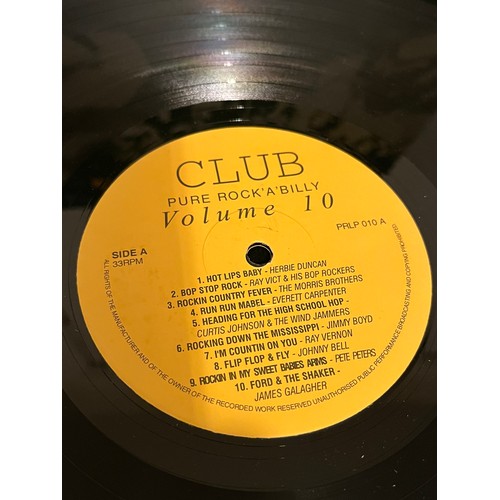 CLUB
PURE ROCK'A'BILLY
Volume 10
SIDE A
33RPM
PRLP 010 A
1. HOT LIPS BABY - HERBIE DUNCAN
2. BOP STOP ROCK - RAY VICT & HIS BOP ROCKERS
3. ROCKIN COUNTRY FEVER - THE MORRIS BROTHERS
4. RUN RUN MABEL - EVERETT CARPENTER
5. HEADING FOR THE HIGH SCHOOL HOP -
CURTIS JOHNSON & THE WIND JAMMERS
6. ROCKING DOWN THE MISSISSIPPI - JIMMY BOYD
7. I'M COUNTIN ON YOU - RAY VERNON
8. FLIP FLOP & FLY - JOHNNY BELL
9. ROCKIN IN MY SWEET BABIES ARMS - PETE PETERS
10. FORD & THE SHAKER -
JAMES GALAGHER
ALL RIGHTS OF THE MANUFACTURER AND OF THE OWNER OF THE RECORDED WORK RESERVED UNAUTHORISED PUBLIC PERFORMANCE BROADCASTING AND COPYING PROHIBITED